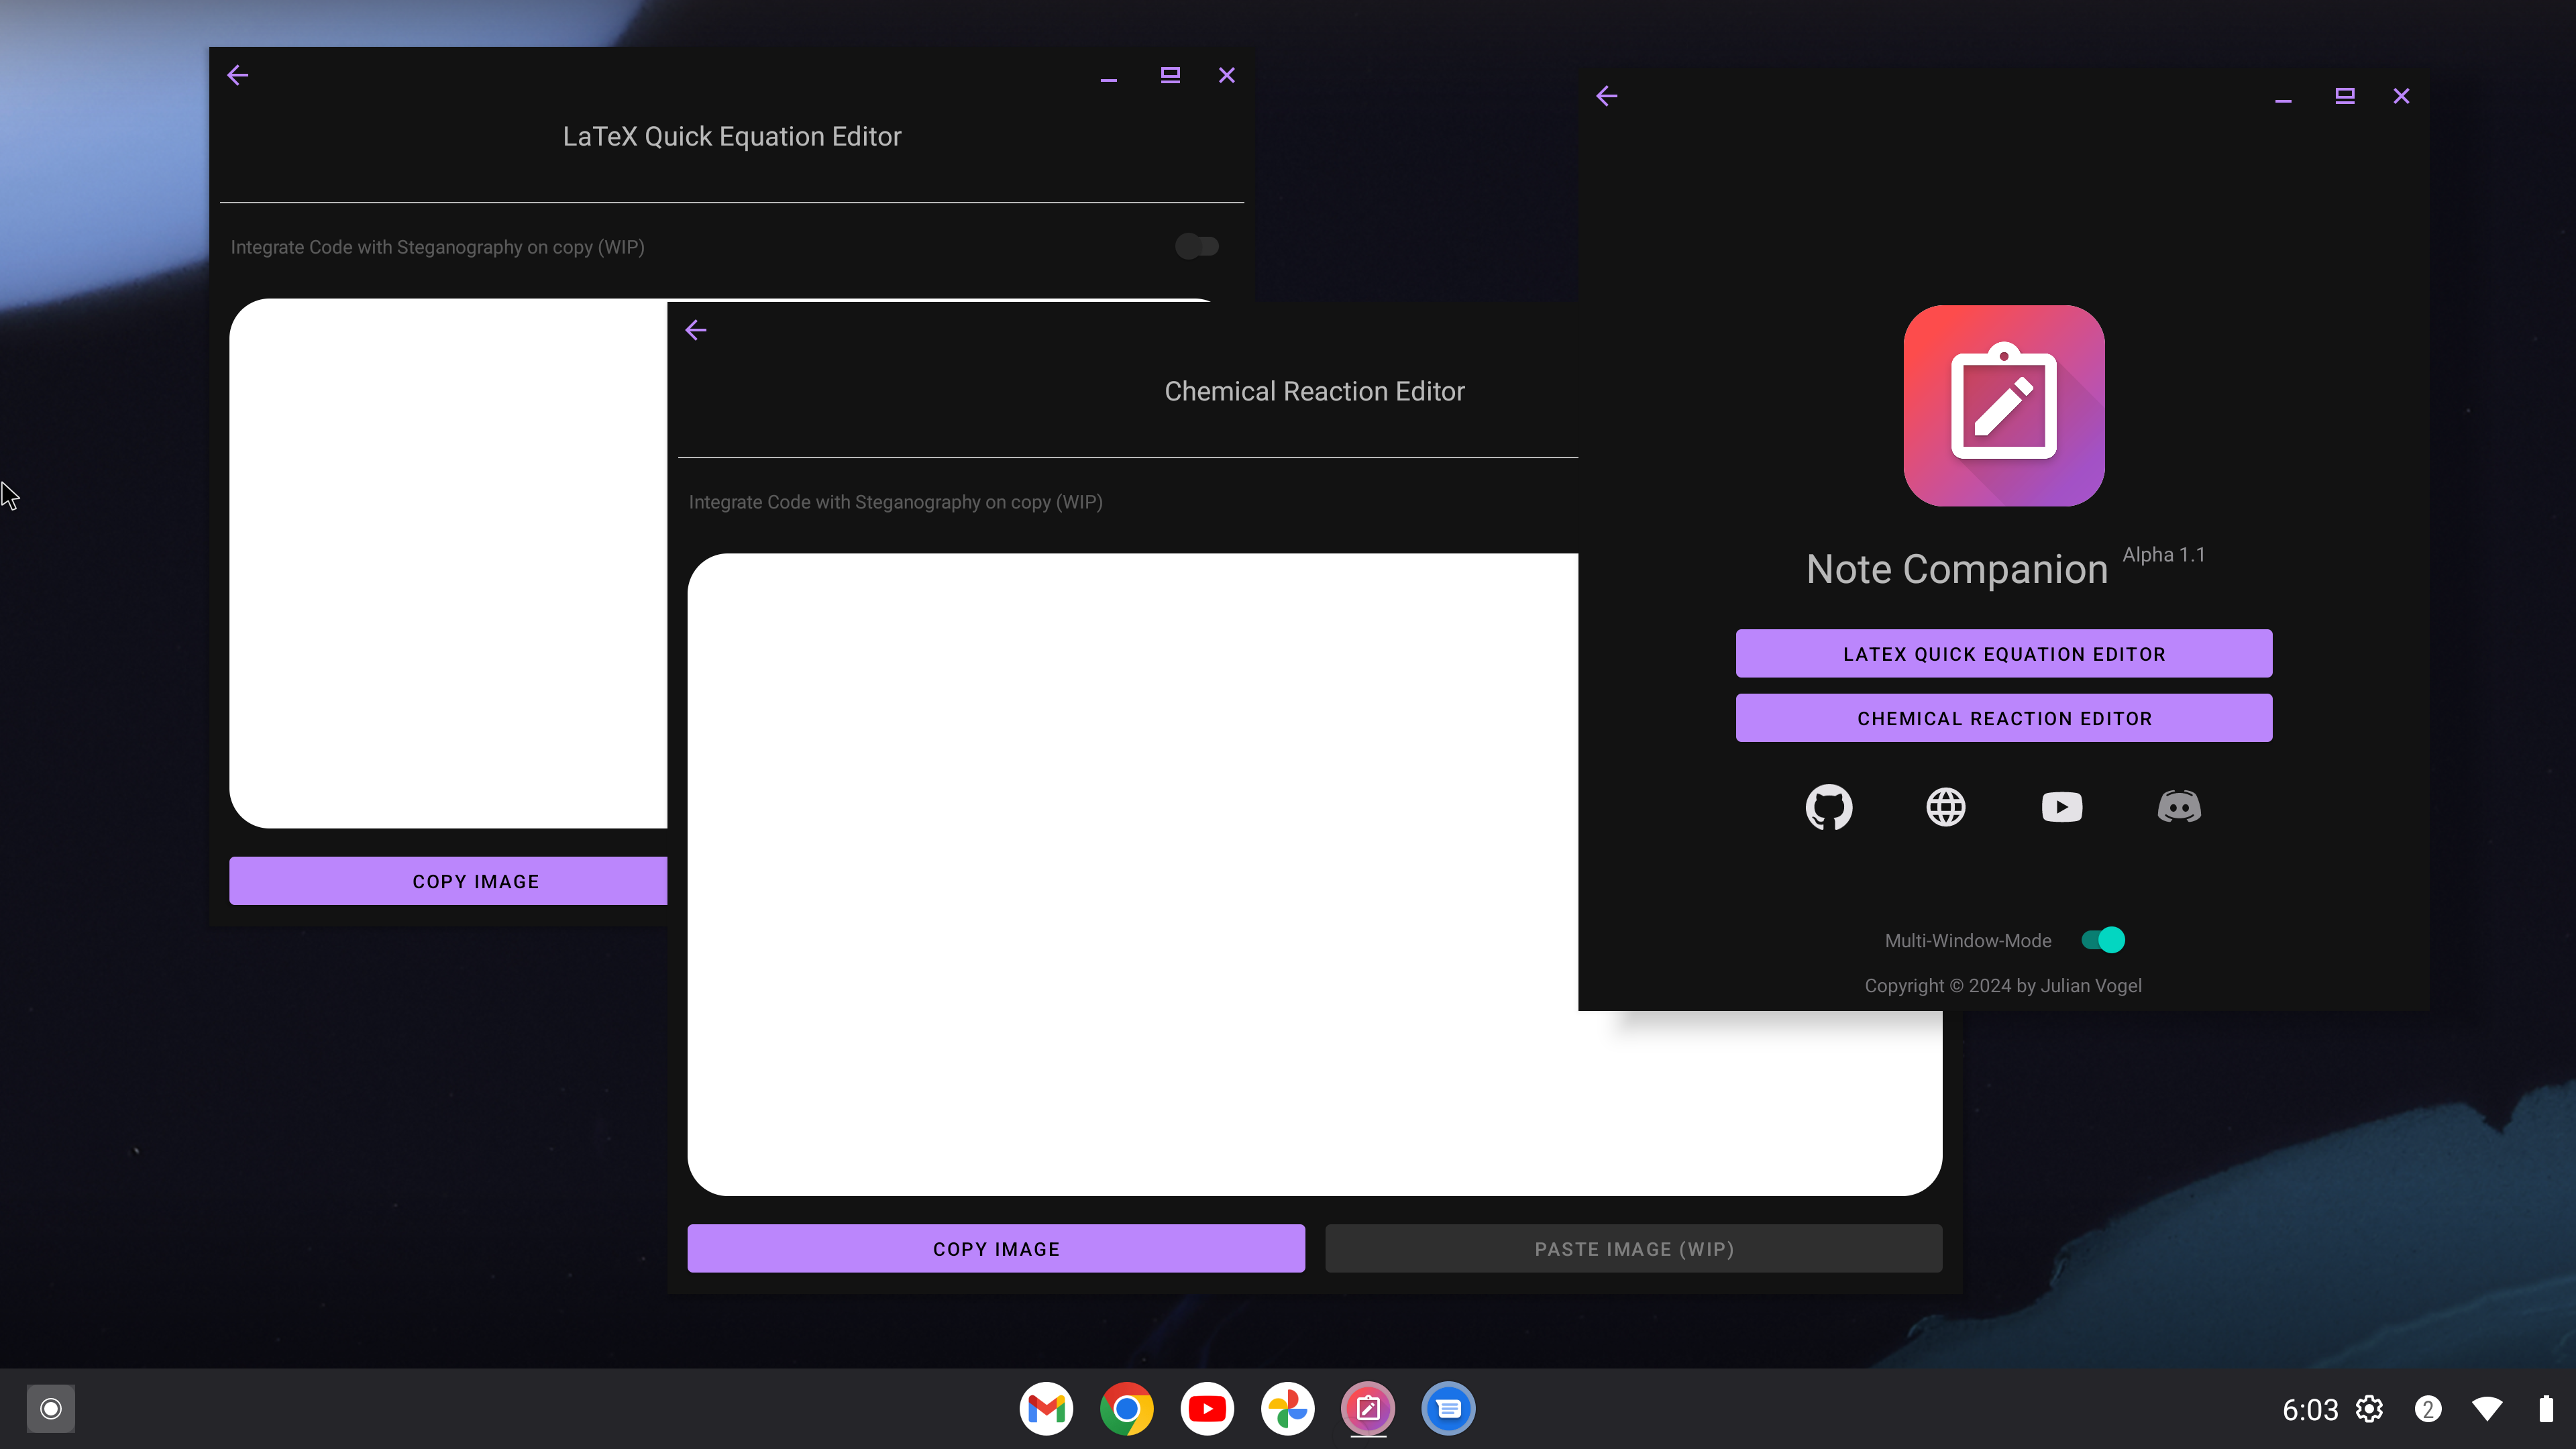 LaTeX Quick Equation Editor
Integrate Code with Steganography on copy (WIP)
COPY IMAGE
Chemical Reaction Editor
Integrate Code with Steganography on copy (WIP)
COPY IMAGE
PASTE IMAGE (WIP)
Note Companion Alpha 1.1
LATEX QUICK EQUATION EDITOR
CHEMICAL REACTION EDITOR
Multi-Window-Mode
Copyright © 2024 by Julian Vogel
6:03
2